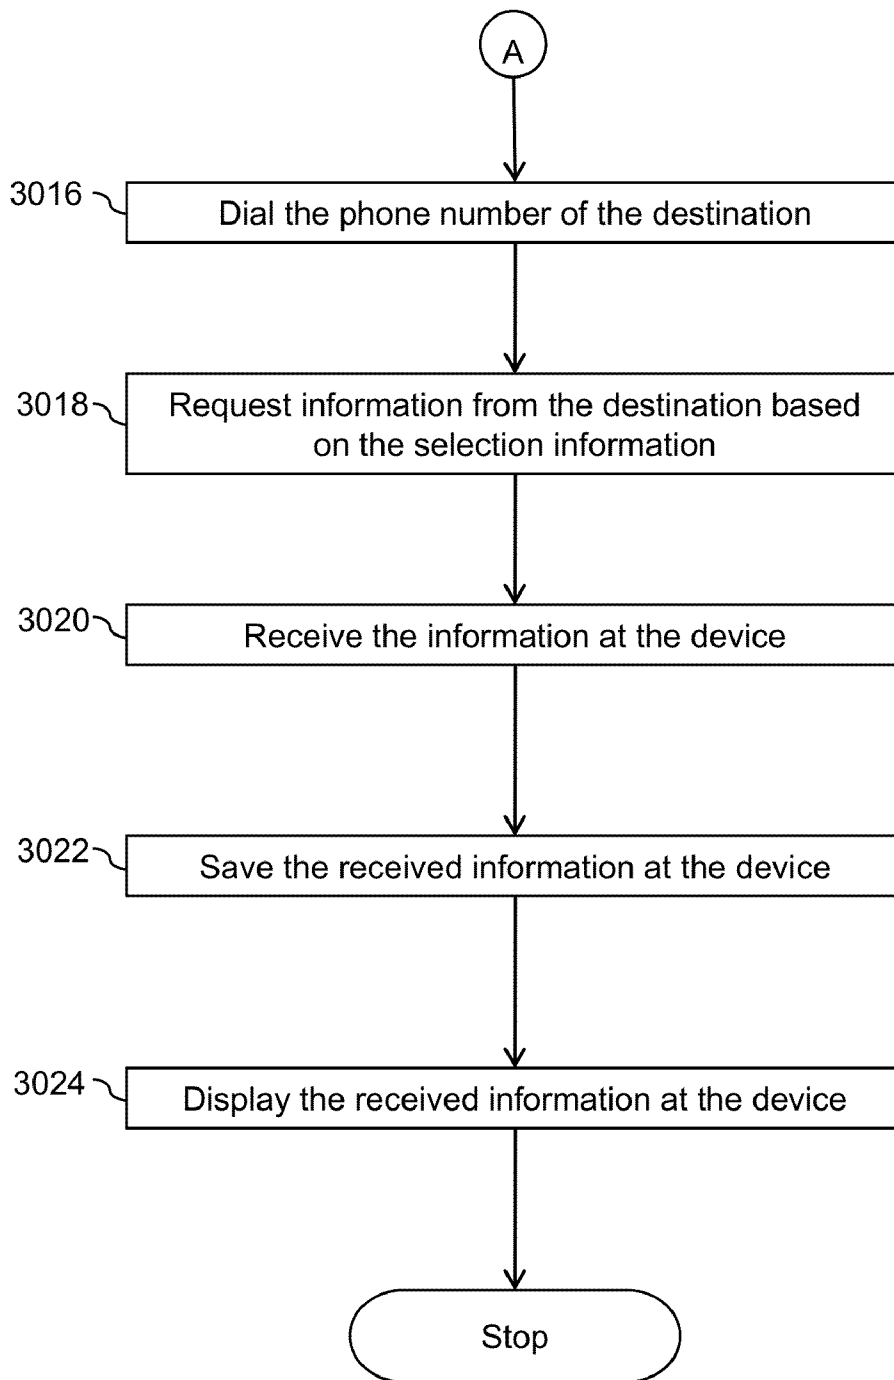 A
3016
Dial the phone number of the destination
3018
Request information from the destination based
on the selection information
3020
Receive the information at the device
3022
Save the received information at the device
3024
Display the received information at the device
Stop